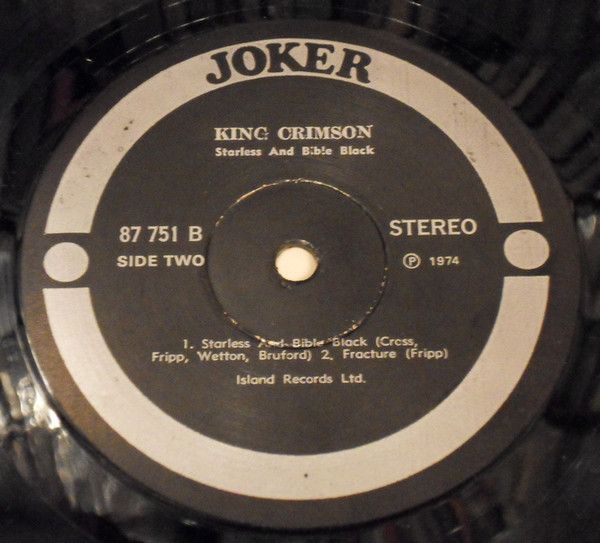 JOKER
KING CRIMSON
Starless And Bible Black
87 751 B
STEREO
SIDE TWO
℗ 1974
1. Starless And Bible Black (Cross,
Fripp, Wetton, Bruford) 2. Fracture (Fripp)
Island Records Ltd.